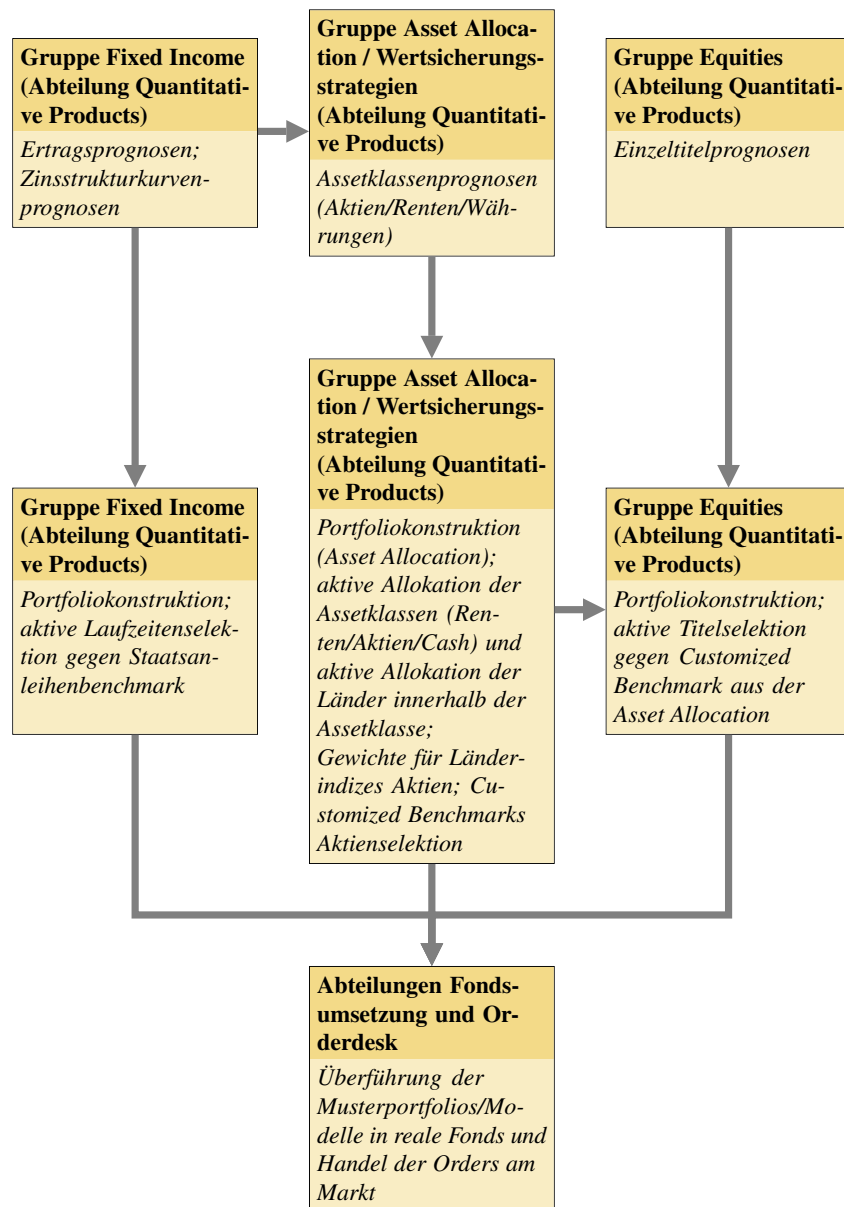 Gruppe Fixed Income
(Abteilung Quantitati-
ve Products)
Ertragsprognosen;
Zinsstrukturkurven-
prognosen
Gruppe Asset Alloca-
tion / Wertsicherungs-
strategien
(Abteilung Quantitati-
ve Products)
Assetklassenprognosen
(Aktien/Renten/Wäh-
rungen)
Gruppe Equities
(Abteilung Quantitati-
ve Products)
Einzeltitelprognosen
Gruppe Fixed Income
(Abteilung Quantitati-
ve Products)
Portfoliokonstruktion;
aktive Laufzeitenselek-
tion gegen Staatsan-
leihenbenchmark
Gruppe Asset Alloca-
tion / Wertsicherungs-
strategien
(Abteilung Quantitati-
ve Products)
Portfoliokonstruktion
(Asset Allocation);
aktive Allokation der
Assetklassen (Ren-
ten/Aktien/Cash) und
aktive Allokation der
Länder innerhalb der
Assetklasse;
Gewichte für Länder-
indizes Aktien; Cu-
stomized Benchmarks
Aktienselektion
Gruppe Equities
(Abteilung Quantitati-
ve Products)
Portfoliokonstruktion;
aktive Titelselektion
gegen Customized
Benchmark aus der
Asset Allocation
Abteilungen Fonds-
umsetzung und Or-
derdesk
Überführung der
Musterportfolios/Mo-
delle in reale Fonds und
Handel der Orders am
Markt